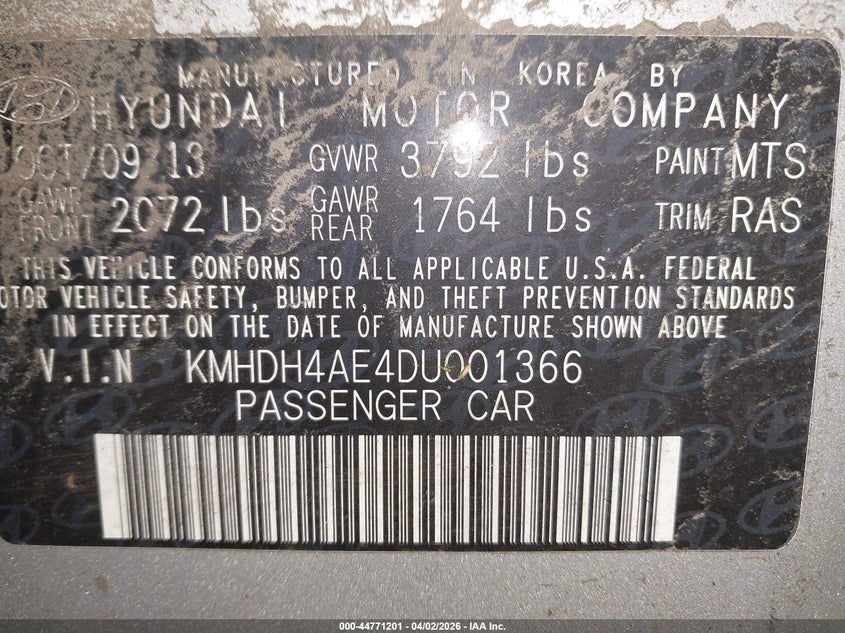 MANUFACTURED IN KOREA BY
HYUNDAI MOTOR COMPANY
OCT/09/13 GVWR 3792 lbs PAINT MTS
GAWR FRONT 2072 lbs GAWR REAR 1764 lbs TRIM RAS
THIS VEHICLE CONFORMS TO ALL APPLICABLE U.S.A. FEDERAL
MOTOR VEHICLE SAFETY, BUMPER, AND THEFT PREVENTION STANDARDS
IN EFFECT ON THE DATE OF MANUFACTURE SHOWN ABOVE
V.I.N KMHDH4AE4DU001366
PASSENGER CAR
000-44771201 - 04/02/2026 - IAA Inc.